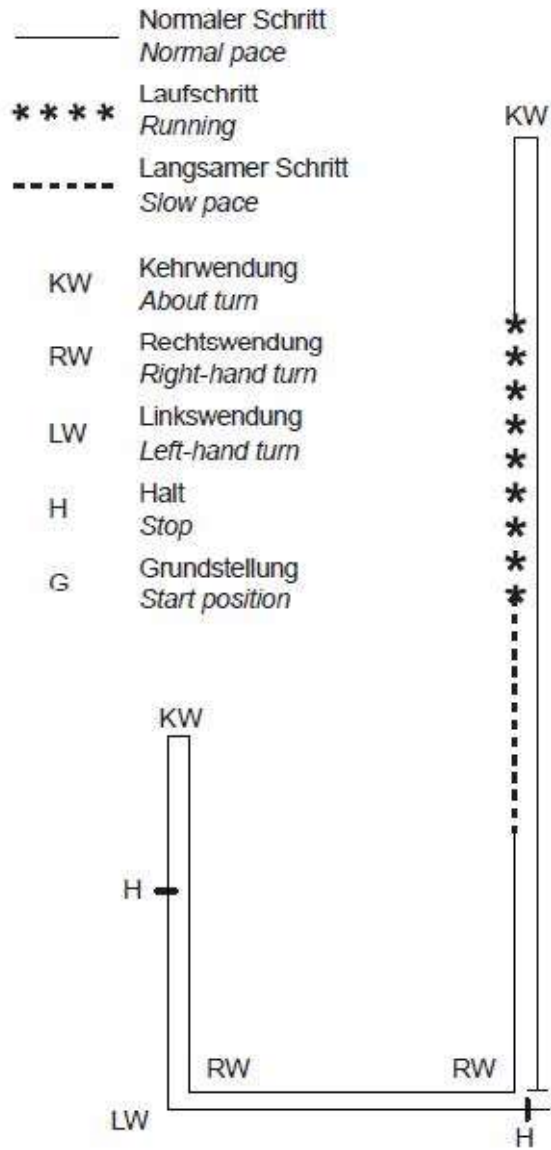 Normaler Schritt
Normal pace
Laufschritt
Running
KW
Langsamer Schritt
Slow pace
KW Kehrwendung
About turn
RW Rechtswendung
Right-hand turn
LW Linkswendung
Left-hand turn
H Halt
Stop
G Grundstellung
Start position
KW
H
RW RW
LW
H